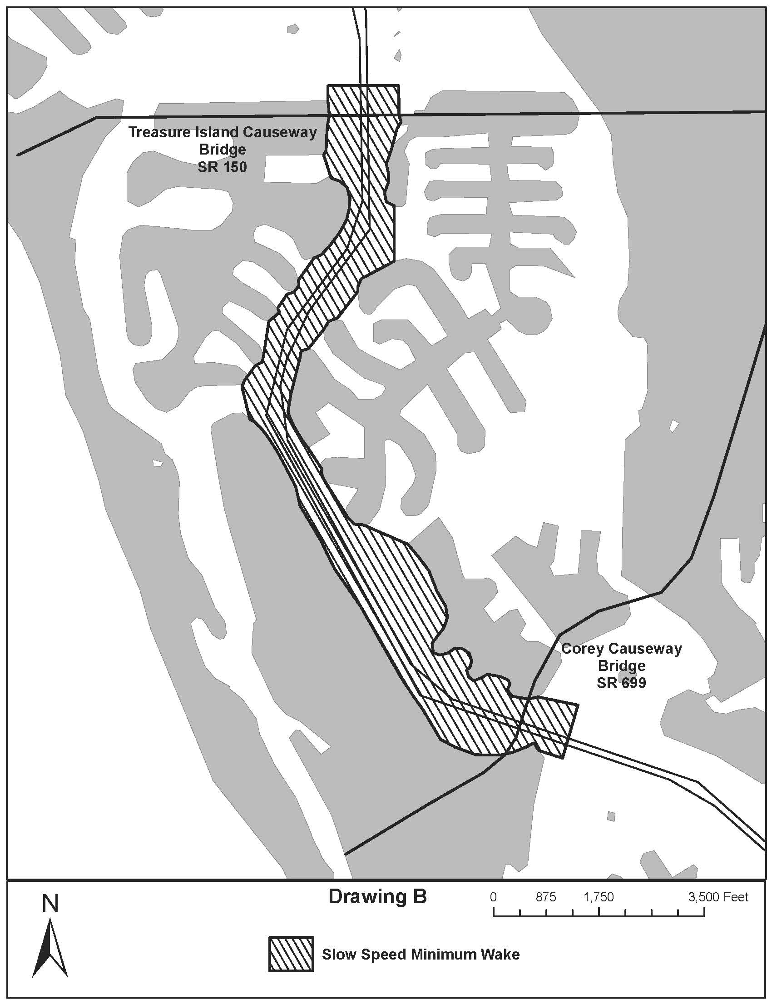 Treasure Island Causeway
Bridge
SR 150
Corey Causeway
Bridge
SR 699
N
Drawing B
0 875 1,750 3,500 Feet
Slow Speed Minimum Wake